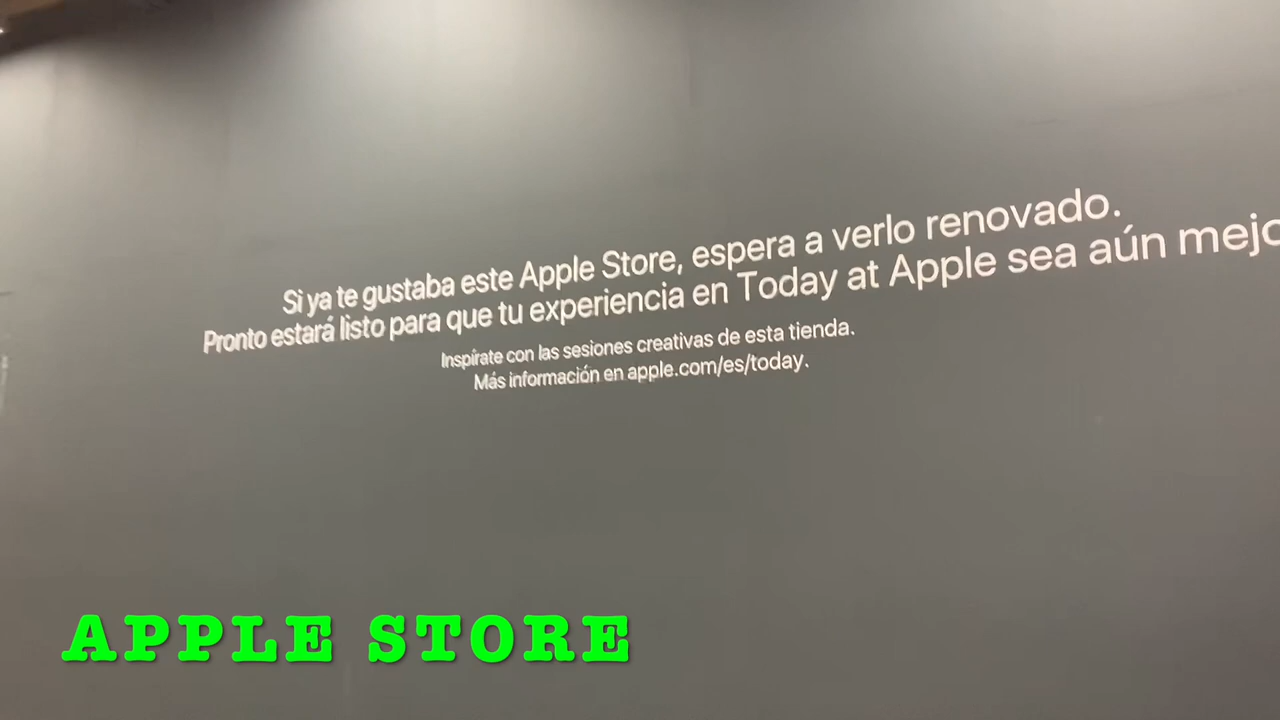 Si ya te gustaba este Apple Store, espera a verlo renovado.
Pronto estará listo para que tu experiencia en Today at Apple sea aún mejo
Inspírate con las sesiones creativas de esta tienda.
Más información en apple.com/es/today.
APPLE STORE